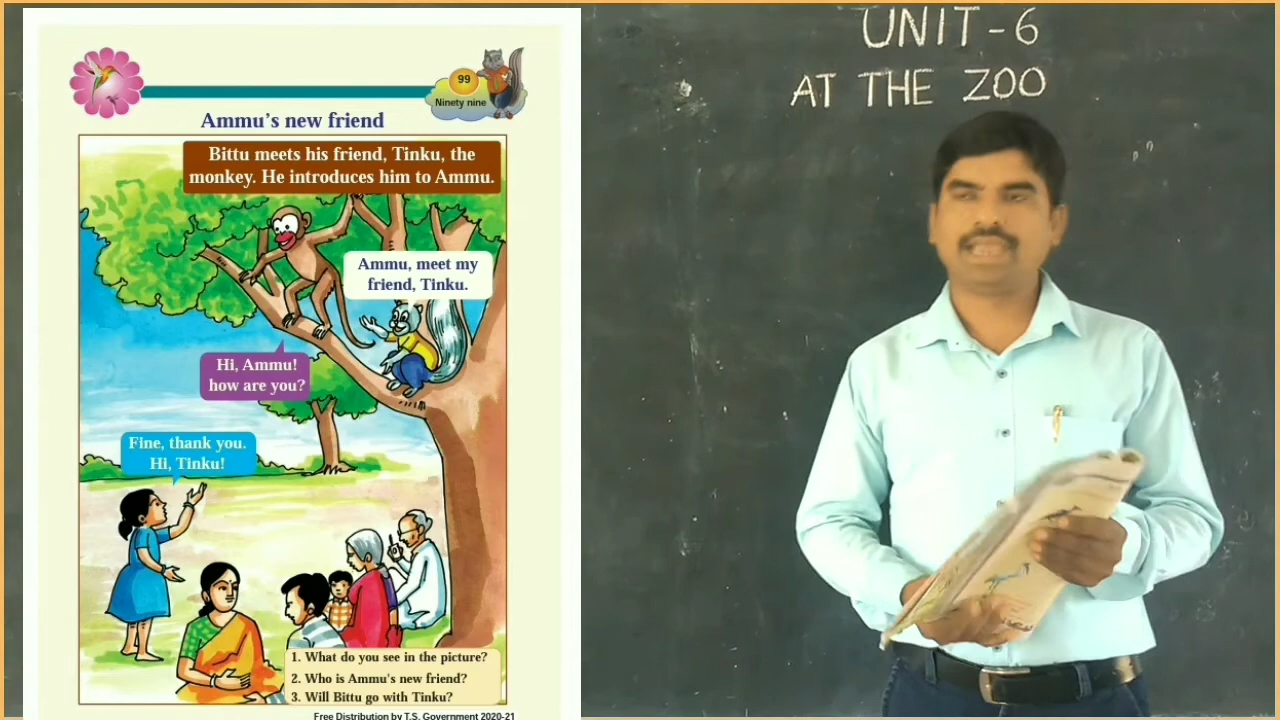 99
Ninety nine
Ammu's new friend
Bittu meets his friend, Tinku, the
monkey. He introduces him to Ammu.
Ammu, meet my
friend, Tinku.
Hi, Ammu!
how are you?
Fine, thank you.
Hi, Tinku!
1. What do you see in the picture?
2. Who is Ammu's new friend?
3. Will Bittu go with Tinku?
Free Distribution by T.S. Government 2020-21
UNIT-6
AT THE ZOO